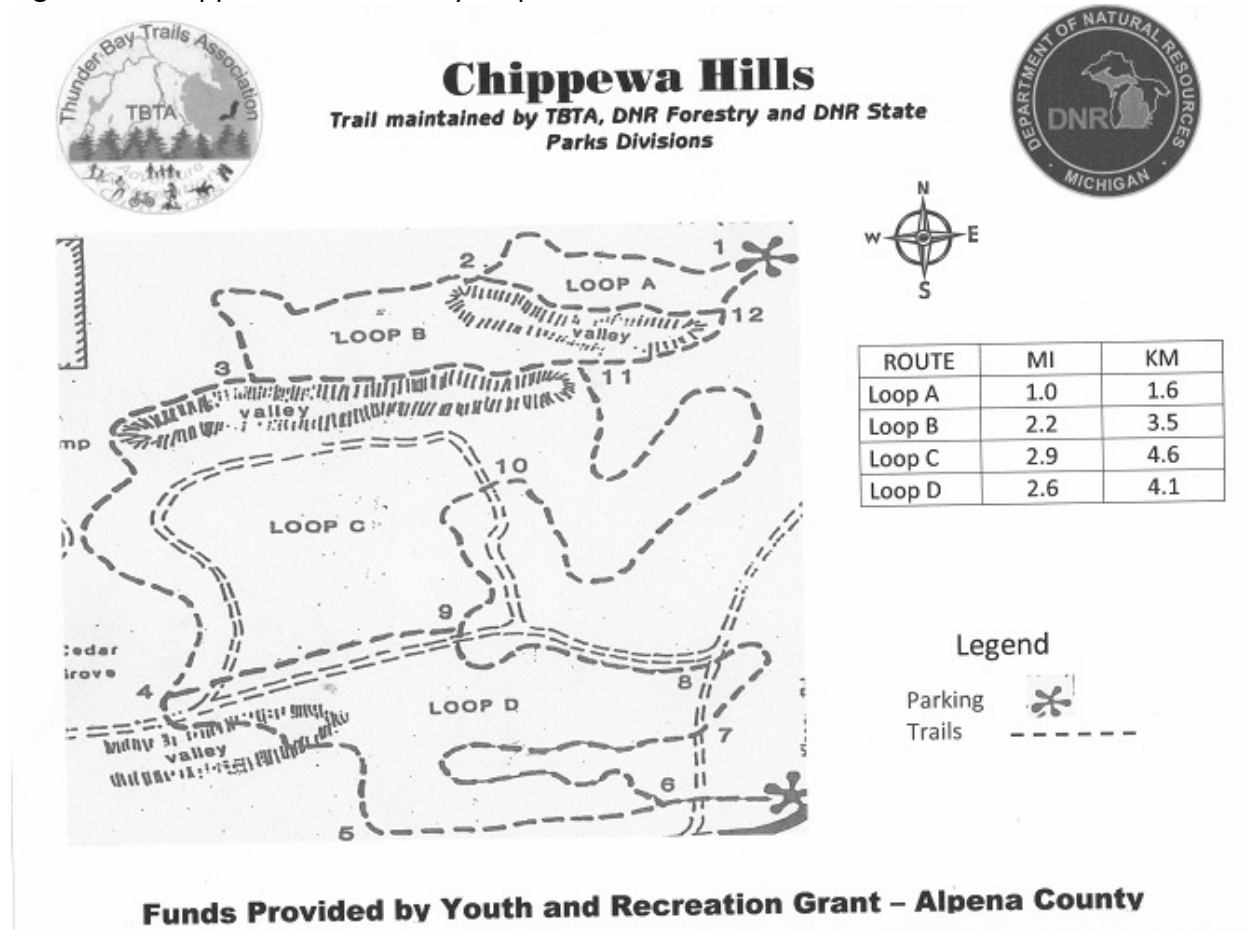 Thunder Bay Trails Association
TBTA
Chippewa Hills
Trail maintained by TBTA, DNR Forestry and DNR State
Parks Divisions
DEPARTMENT OF NATURAL RESOURCES
DNR
MICHIGAN
N
W E
S
1
2
LOOP A
12
valley
LOOP B
11
3
valley
mp
10
LOOP C
9
Cedar
Grove
4
8
LOOP D
7
valley
6
5
ROUTE MI KM
Loop A 1.0 1.6
Loop B 2.2 3.5
Loop C 2.9 4.6
Loop D 2.6 4.1
Legend
Parking
Trails
Funds Provided by Youth and Recreation Grant – Alpena County